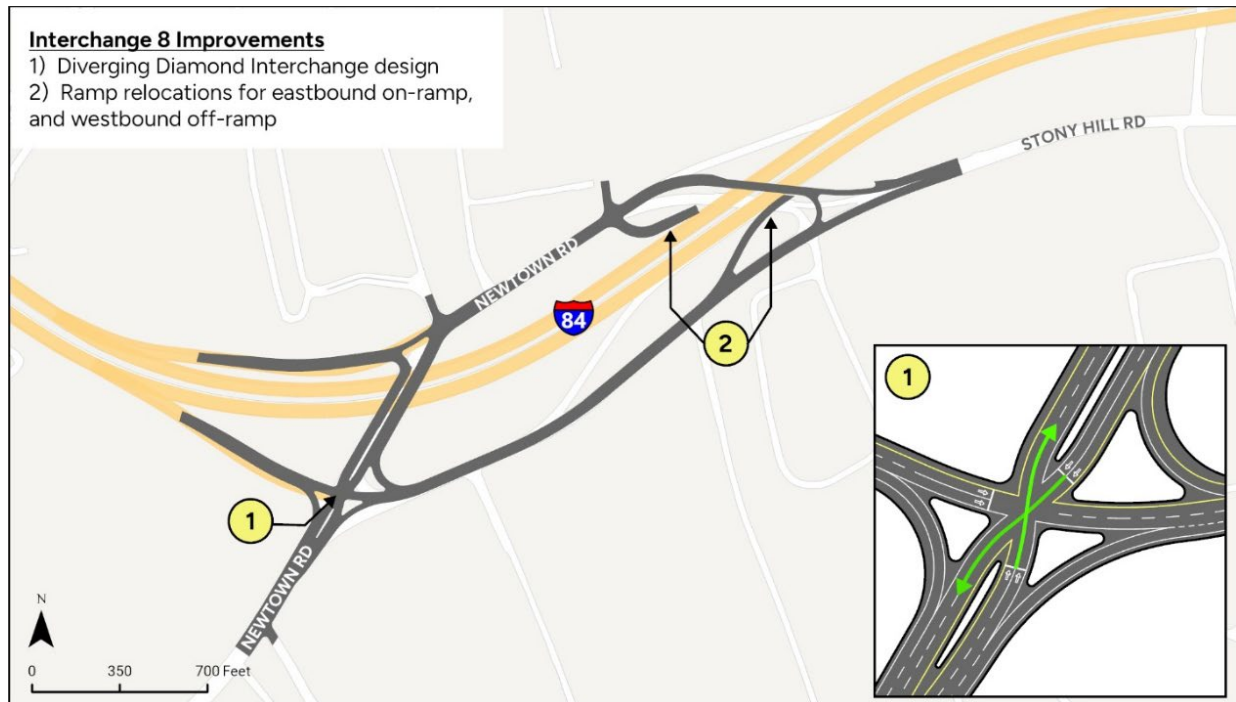 Interchange 8 Improvements
1) Diverging Diamond Interchange design
2) Ramp relocations for eastbound on-ramp,
and westbound off-ramp
STONY HILL RD
NEWTOWN RD
84
2
1
1
NEWTOWN RD
N
0 350 700 Feet